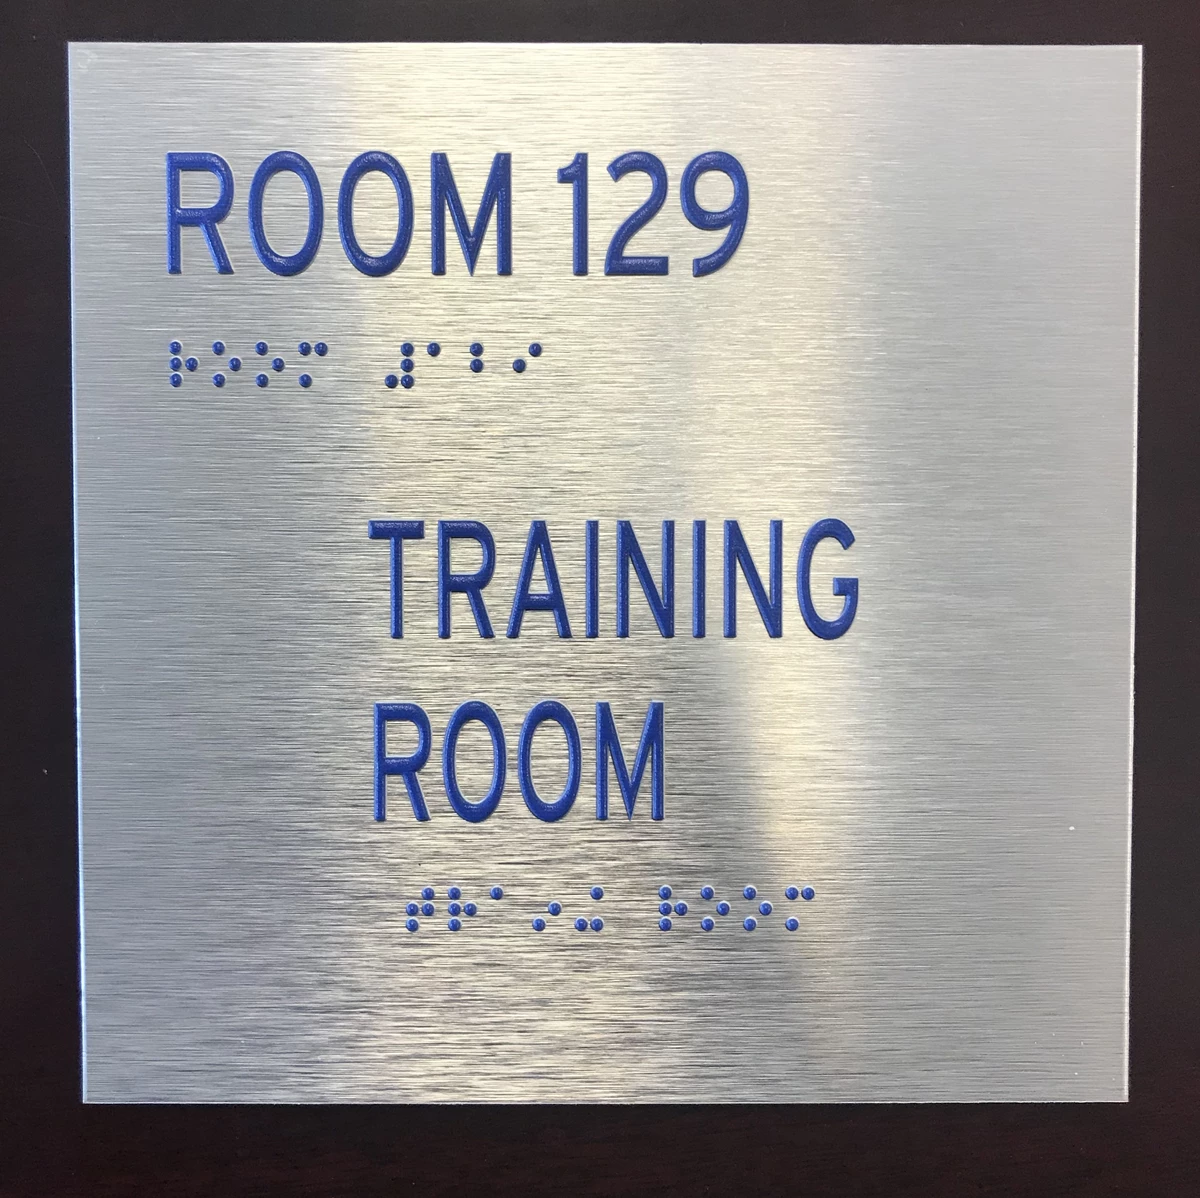 ROOM 129
⠗⠕⠕⠍ ⠼⠁⠃⠊
TRAINING
ROOM
⠞⠗⠁⠔⠬ ⠗⠕⠕⠍